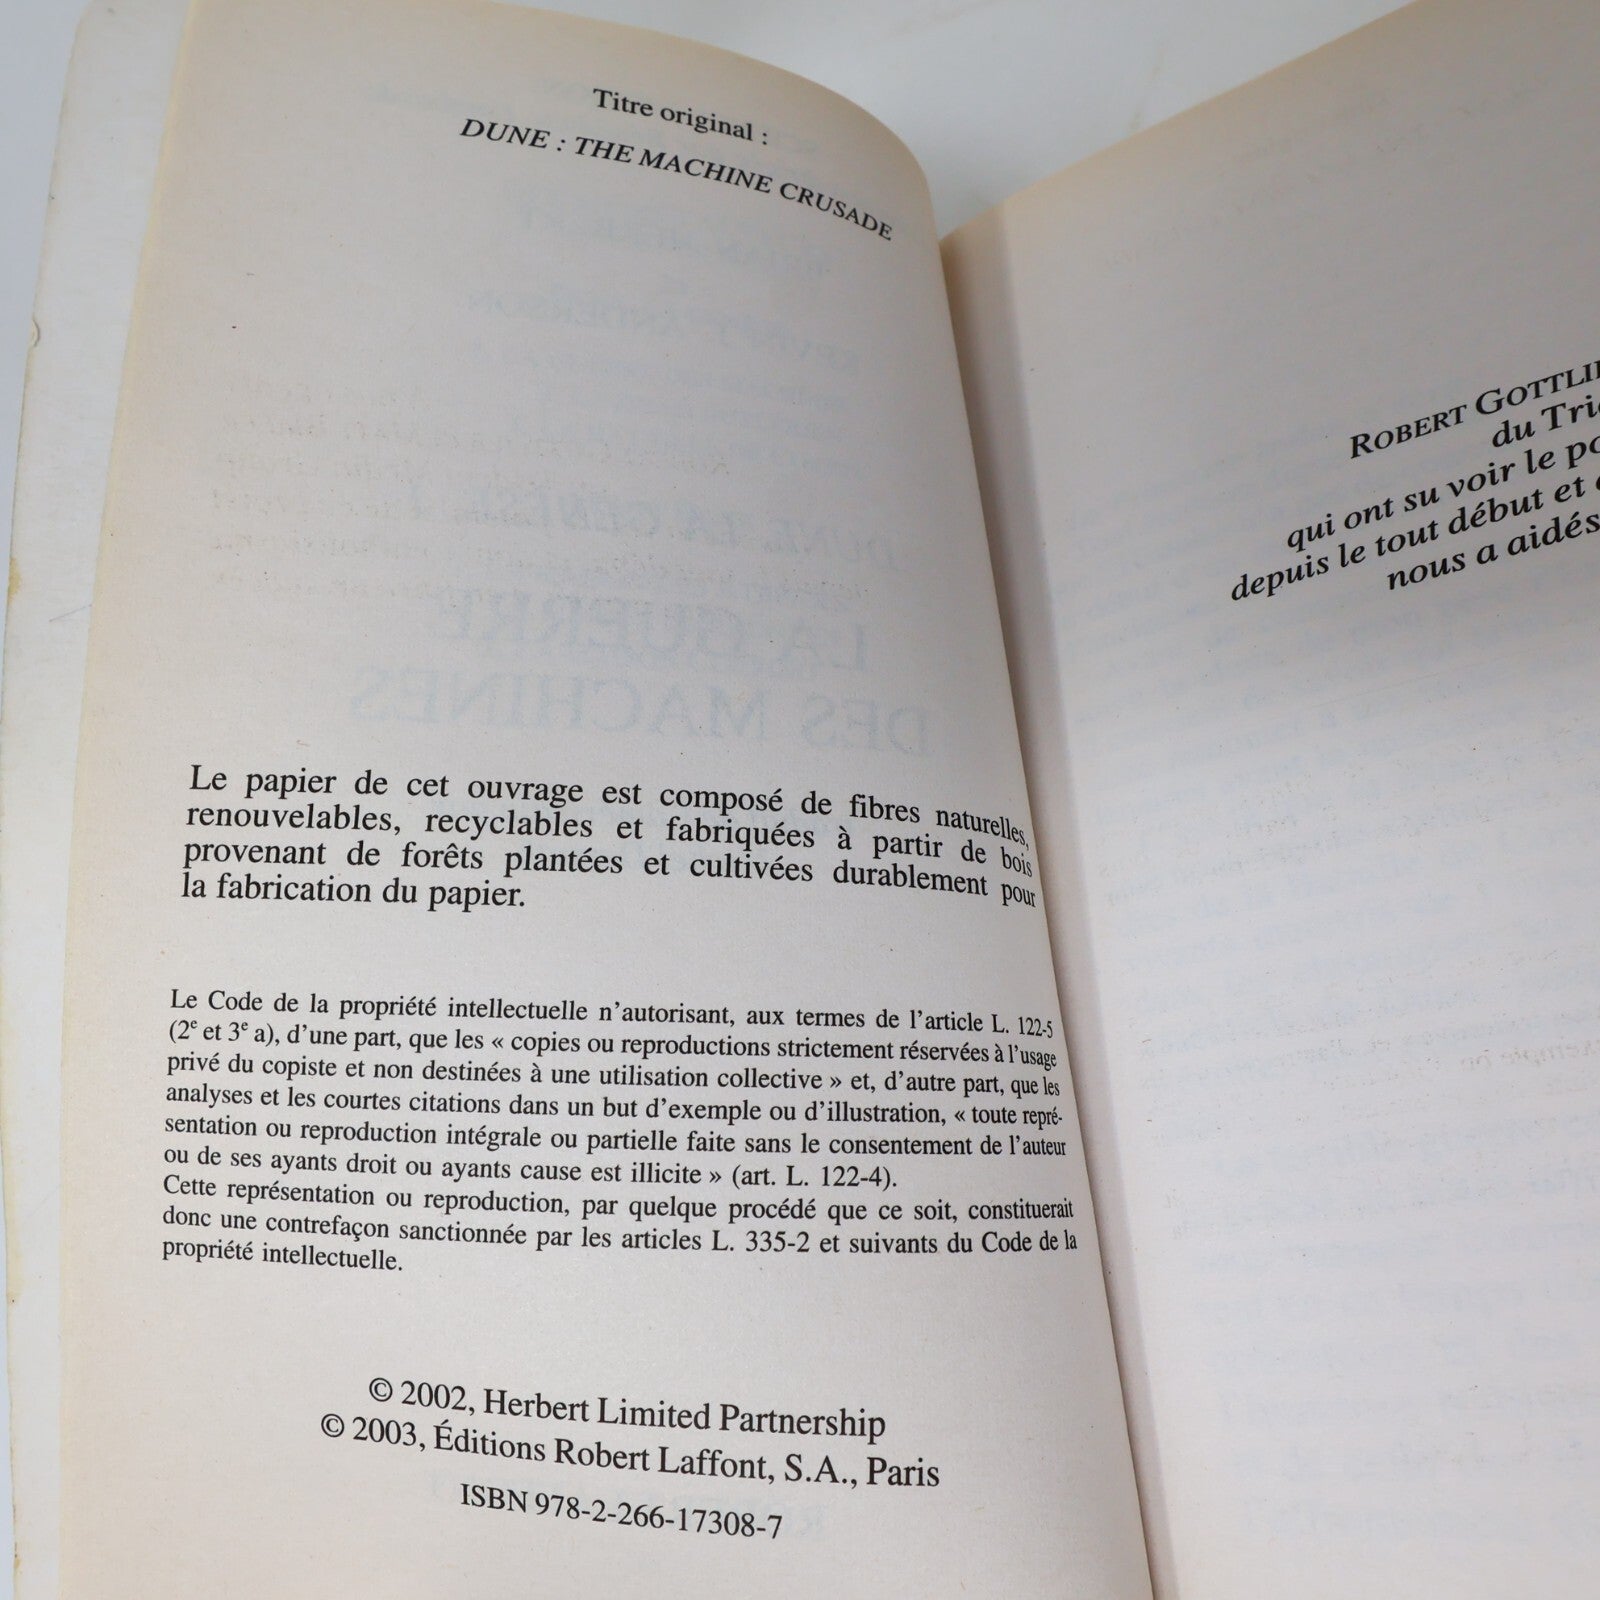 Titre original :
DUNE : THE MACHINE CRUSADE
LA GUERRE
DES MACHINES
Le papier de cet ouvrage est composé de fibres naturelles,
renouvelables, recyclables et fabriquées à partir de bois
provenant de forêts plantées et cultivées durablement pour
la fabrication du papier.
Le Code de la propriété intellectuelle n'autorisant, aux termes de l'article L. 122-5
(2e et 3e a), d'une part, que les « copies ou reproductions strictement réservées à l'usage
privé du copiste et non destinées à une utilisation collective » et, d'autre part, que les
analyses et les courtes citations dans un but d'exemple ou d'illustration, « toute repré-
sentation ou reproduction intégrale ou partielle faite sans le consentement de l'auteur
ou de ses ayants droit ou ayants cause est illicite » (art. L. 122-4).
Cette représentation ou reproduction, par quelque procédé que ce soit, constituerait
donc une contrefaçon sanctionnée par les articles L. 335-2 et suivants du Code de la
propriété intellectuelle.
© 2002, Herbert Limited Partnership
© 2003, Éditions Robert Laffont, S.A., Paris
ISBN 978-2-266-17308-7
ROBERT GOTTLI
du Tri
qui ont su voir le
depuis le tout début et
nous a aidés